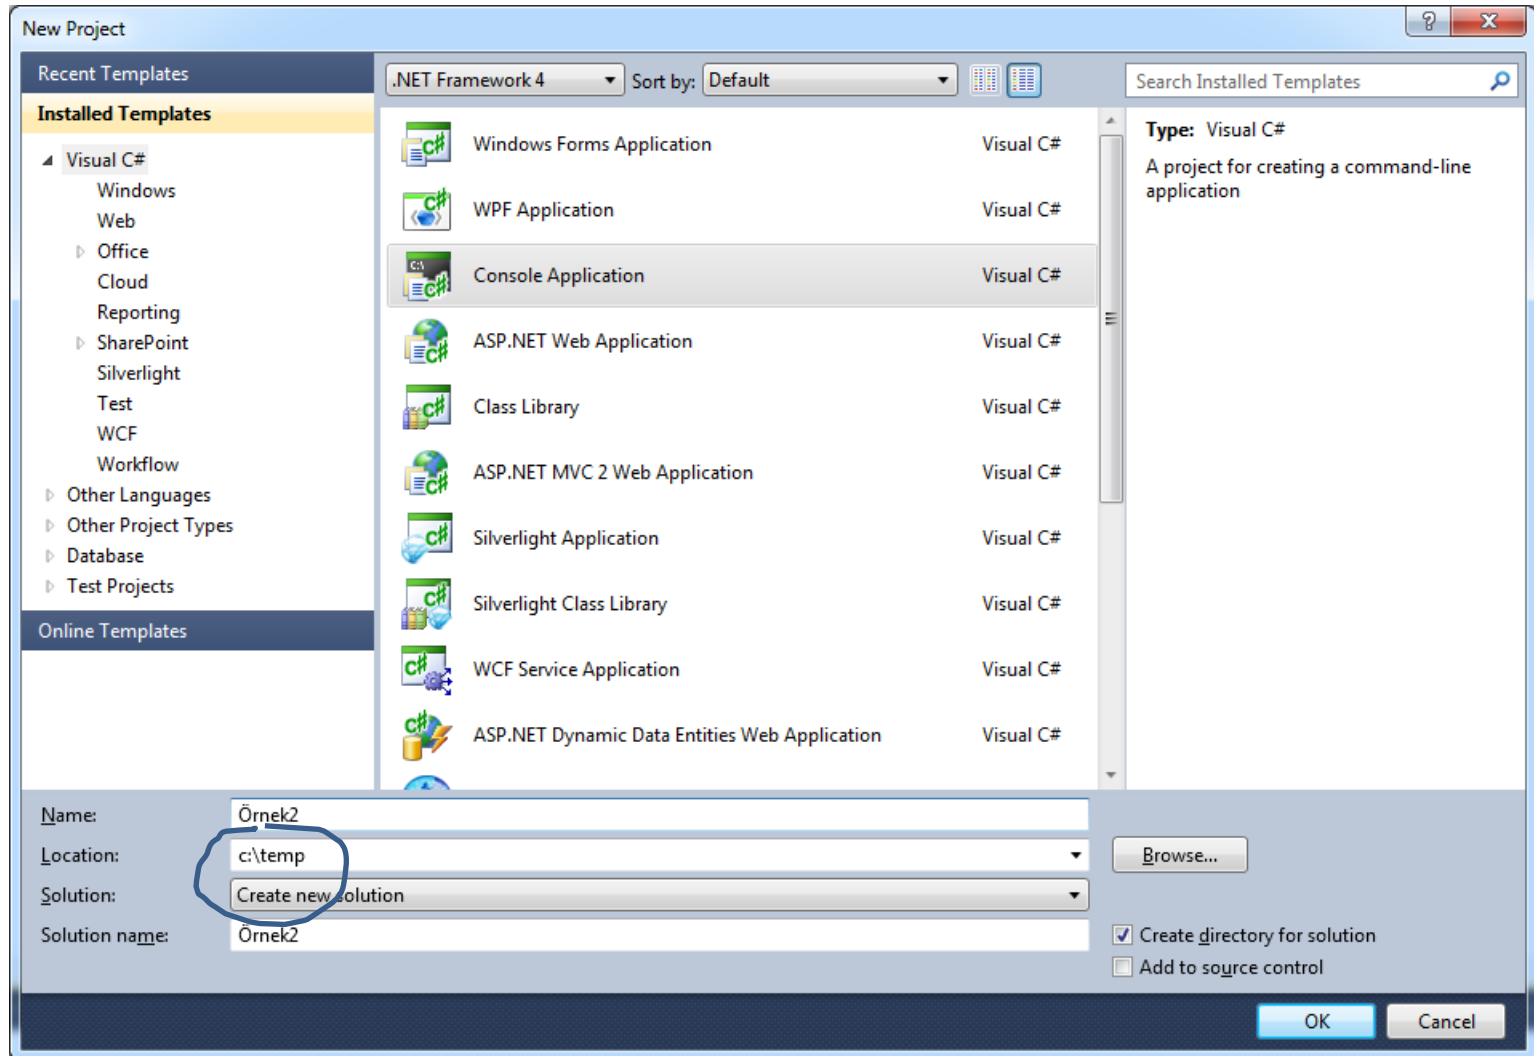 New Project
Recent Templates
Installed Templates
Visual C#
Windows
Web
Office
Cloud
Reporting
SharePoint
Silverlight
Test
WCF
Workflow
Other Languages
Other Project Types
Database
Test Projects
Online Templates
.NET Framework 4 Sort by: Default
Windows Forms Application Visual C#
WPF Application Visual C#
Console Application Visual C#
ASP.NET Web Application Visual C#
Class Library Visual C#
ASP.NET MVC 2 Web Application Visual C#
Silverlight Application Visual C#
Silverlight Class Library Visual C#
WCF Service Application Visual C#
ASP.NET Dynamic Data Entities Web Application Visual C#
Search Installed Templates
Type: Visual C#
A project for creating a command-line
application
Name: Örnek2
Location: c:\temp Browse...
Solution: Create new solution
Solution name: Örnek2
Create directory for solution
Add to source control
OK Cancel